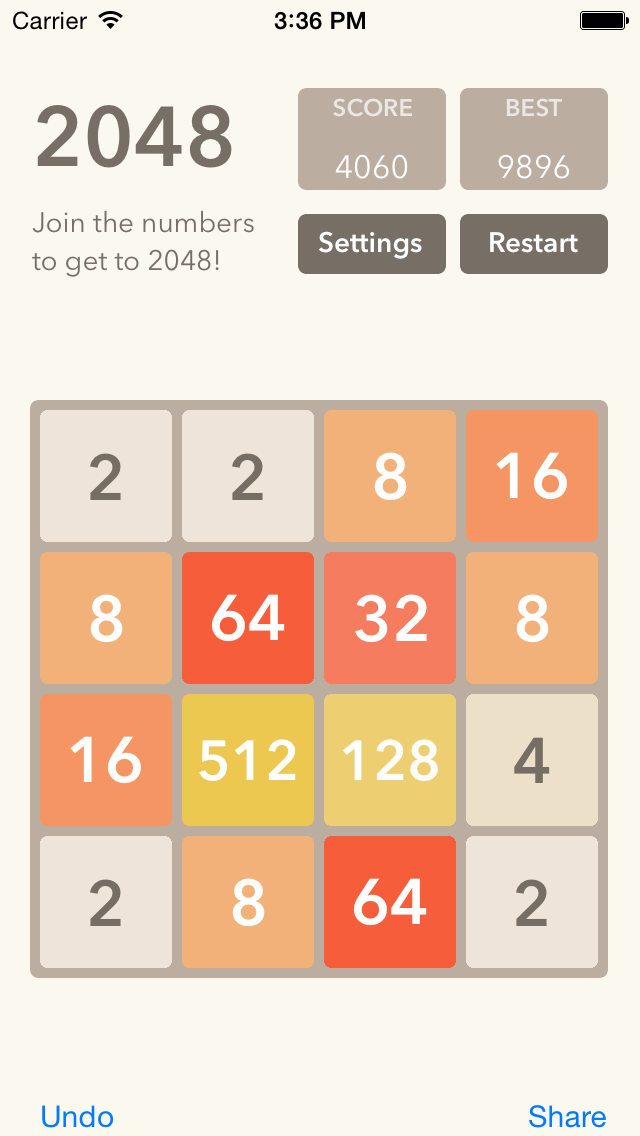 Carrier 3:36 PM
2048
SCORE BEST
4060 9896
Join the numbers
to get to 2048!
Settings Restart
2 2 8 16
8 64 32 8
16 512 128 4
2 8 64 2
Undo Share